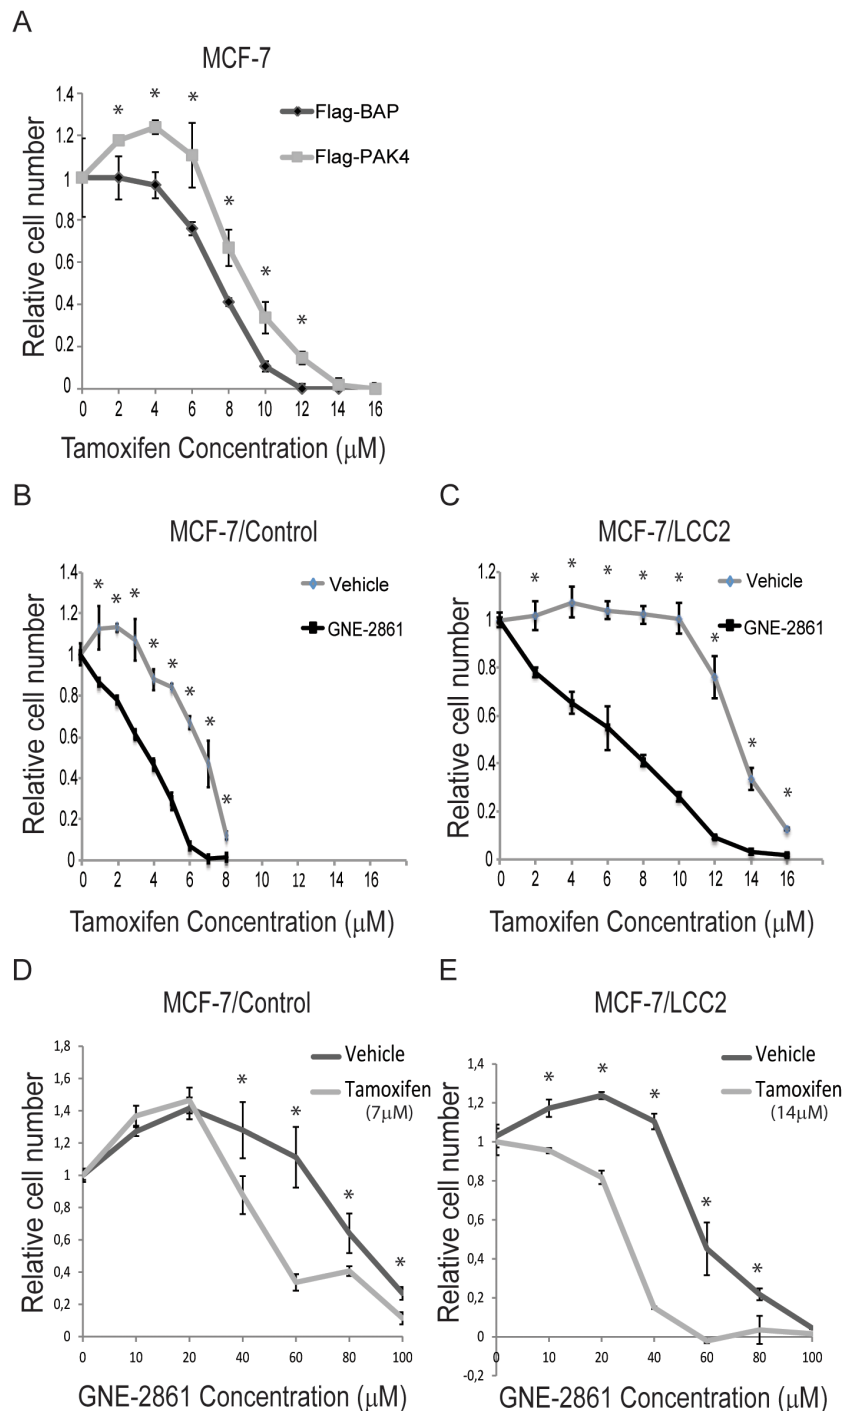 A
MCF-7
1.4
1.2
1
0.8
0.6
0.4
0.2
0
Relative cell number
* * * * * *
Flag-BAP
Flag-PAK4
0 2 4 6 8 10 12 14 16
Tamoxifen Concentration (μM)
B
MCF-7/Control
1.4
1.2
1
0.8
0.6
0.4
0.2
0
Relative cell number
* * * * * * * *
Vehicle
GNE-2861
0 2 4 6 8 10 12 14 16
Tamoxifen Concentration (μM)
C
MCF-7/LCC2
1.2
1
0.8
0.6
0.4
0.2
0
Relative cell number
* * * * * * * *
Vehicle
GNE-2861
0 2 4 6 8 10 12 14 16
Tamoxifen Concentration (μM)
D
MCF-7/Control
1,8
1,6
1,4
1,2
1
0,8
0,6
0,4
0,2
0
Relative cell number
* * * *
Vehicle
Tamoxifen
(7μM)
0 10 20 40 60 80 100
GNE-2861 Concentration (μM)
E
MCF-7/LCC2
1,4
1,2
1
0,8
0,6
0,4
0,2
0
-0,2
Relative cell number
* * * * *
Vehicle
Tamoxifen
(14μM)
0 10 20 40 60 80 100
GNE-2861 Concentration (μM)